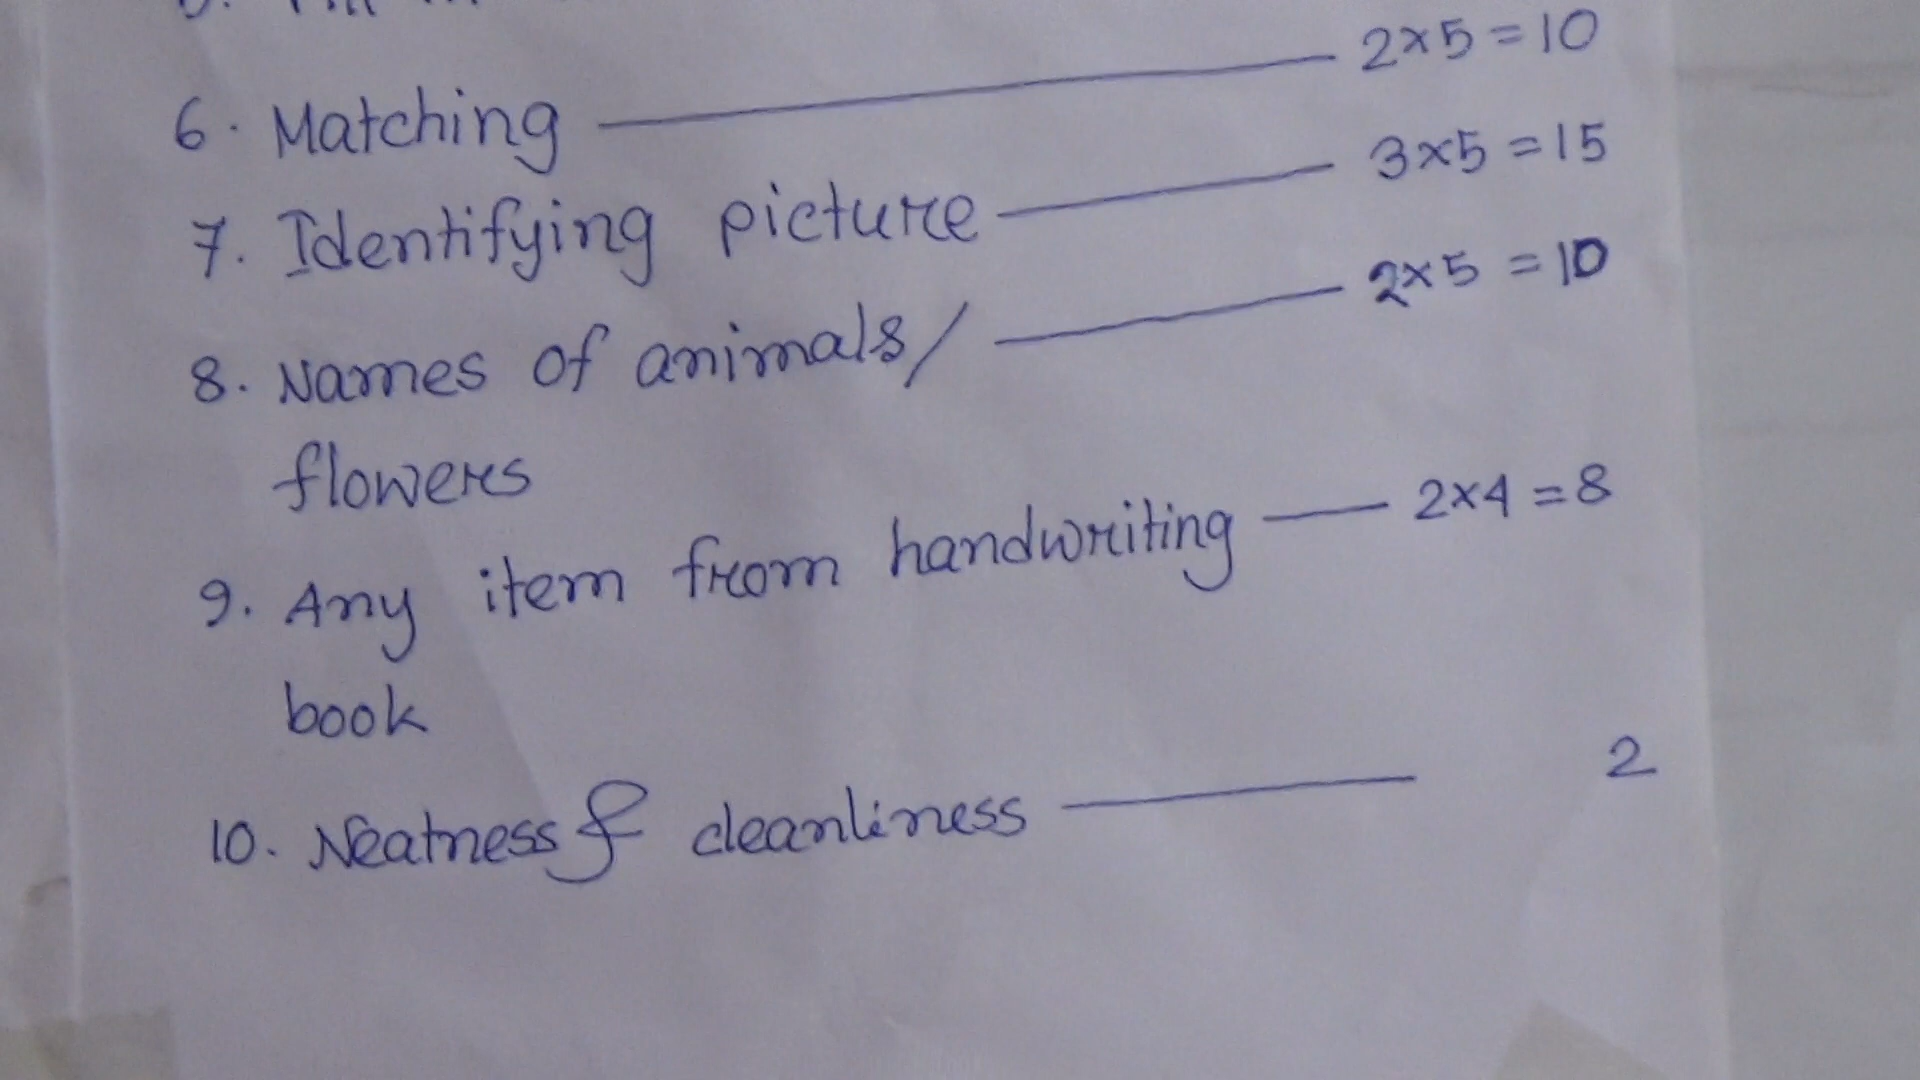 6. Matching — 2×5=10
7. Identifying picture — 3×5=15
8. Names of animals/ — 2×5=10
flowers
9. Any item from handwriting — 2×4=8
book
10. Neatness & cleanliness — 2